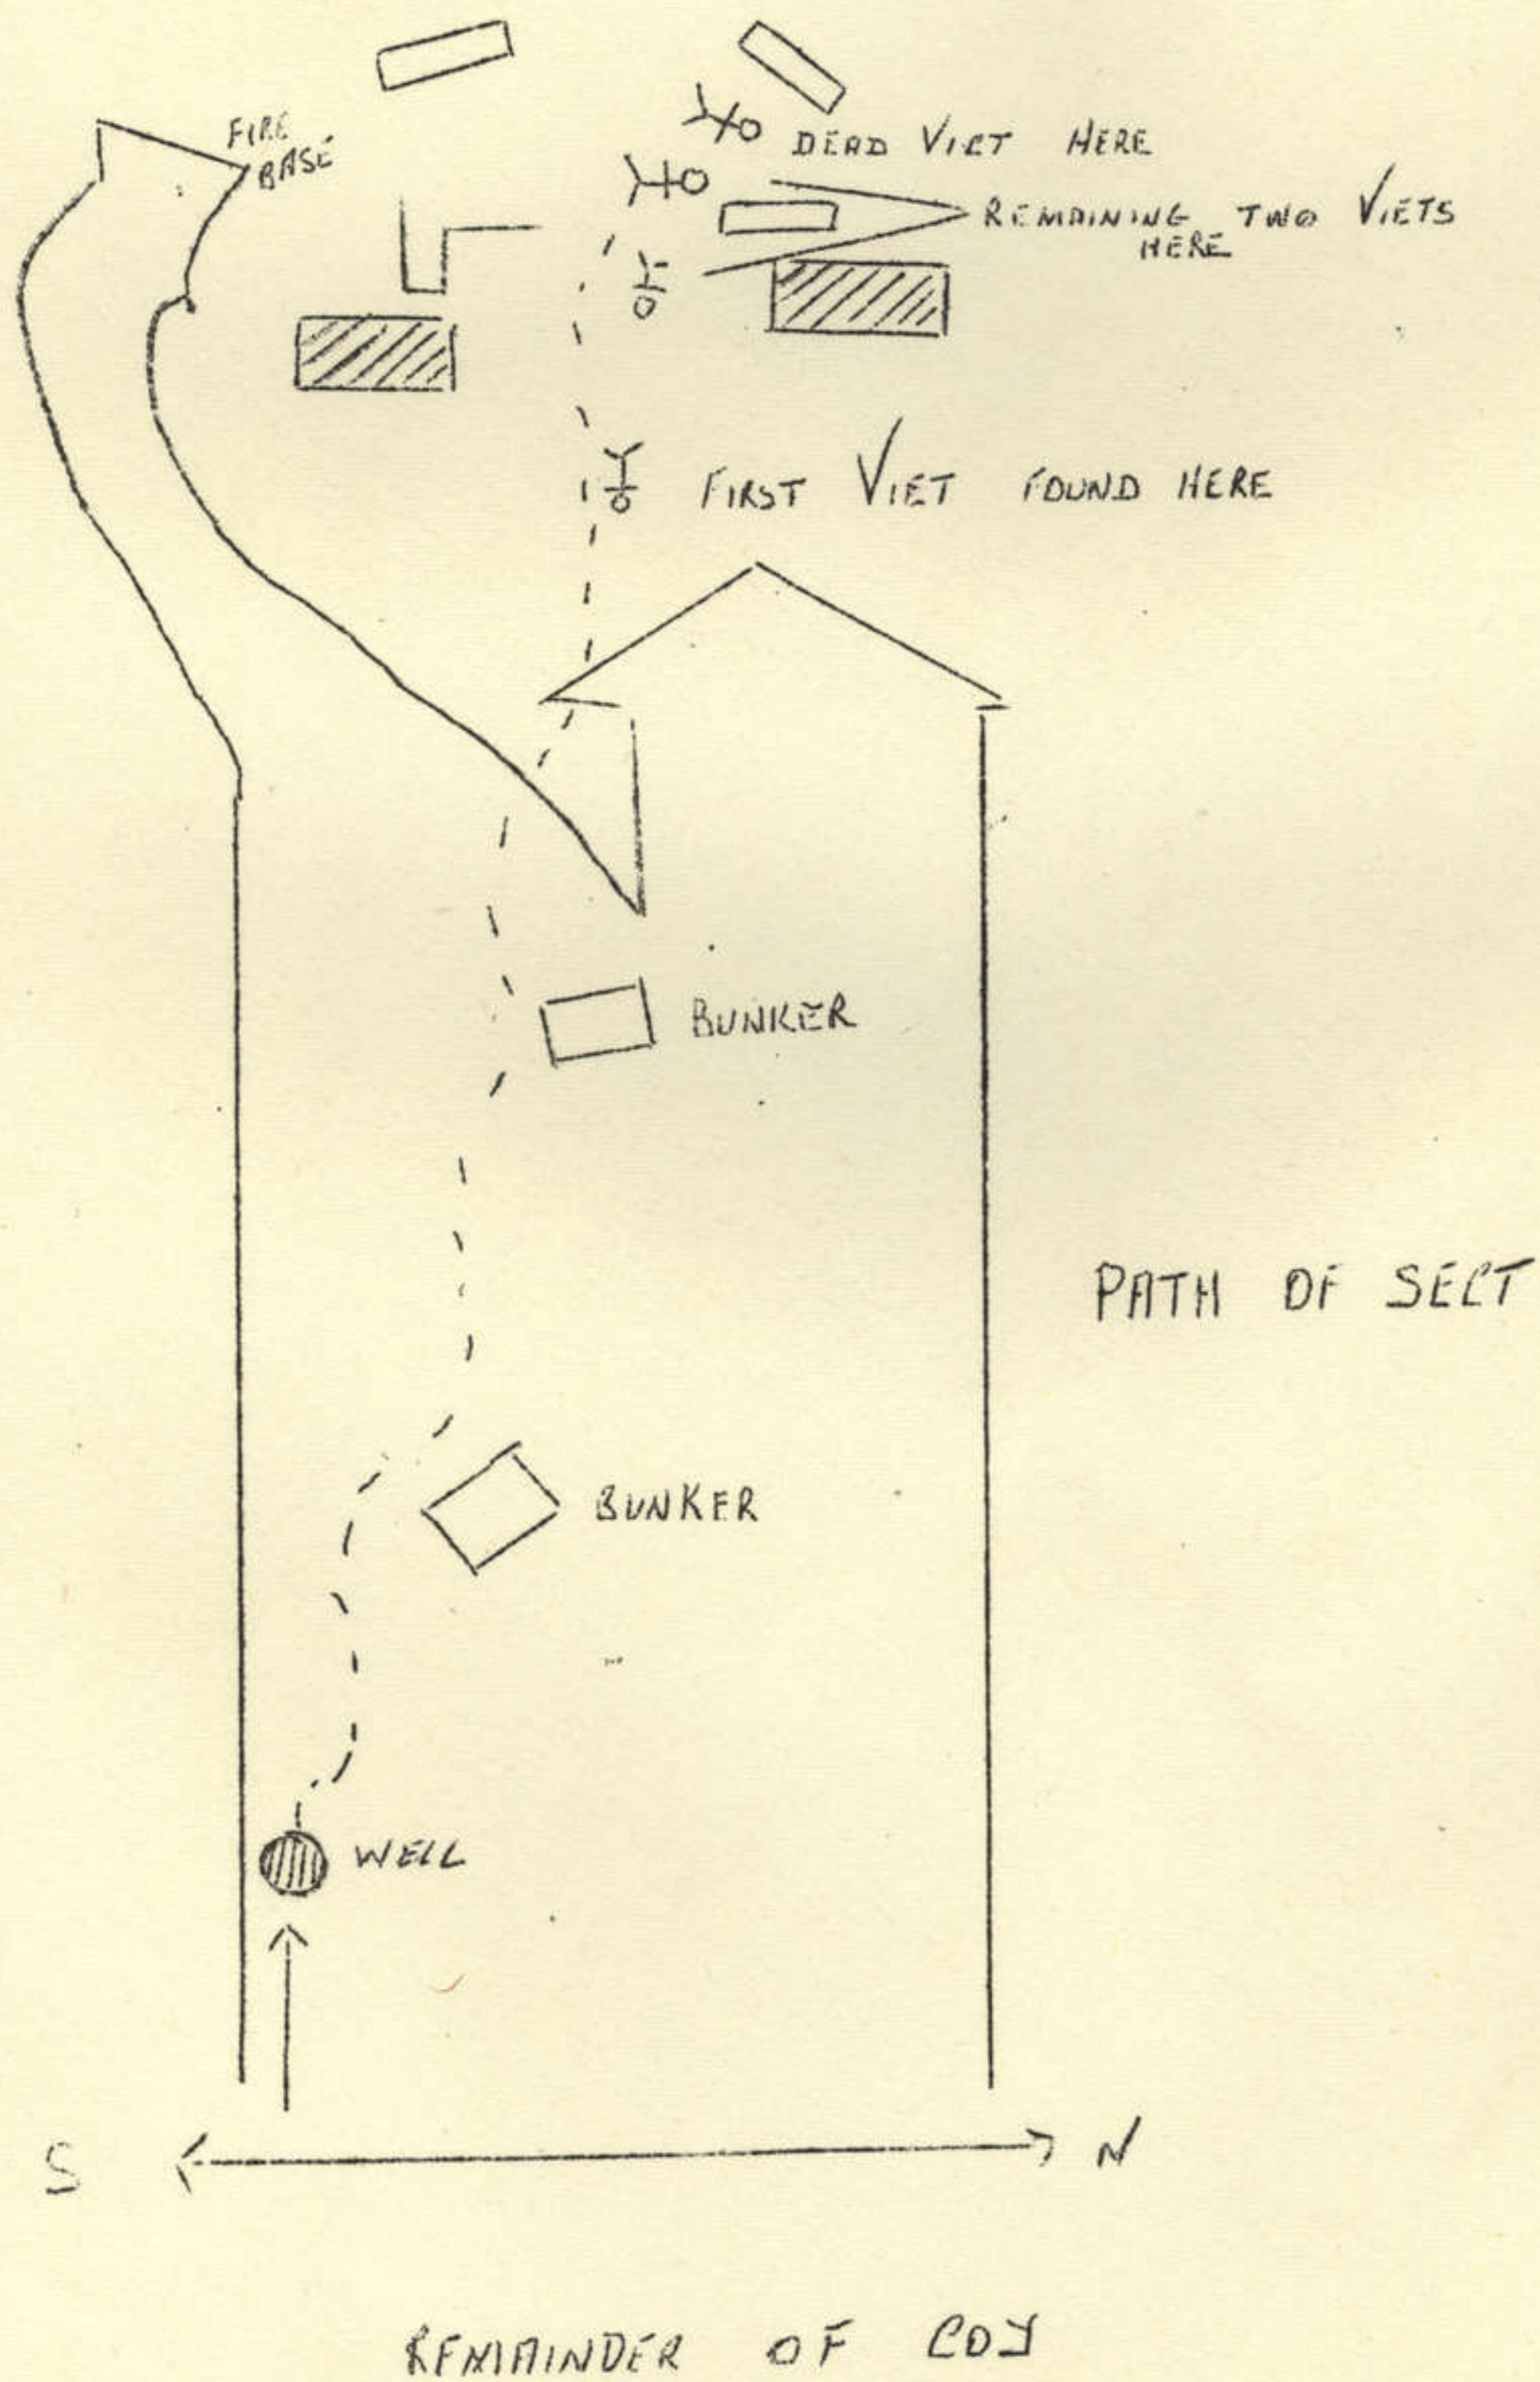 FIRE
BASE
DEAD VIET HERE
REMAINING TWO VIETS
HERE
FIRST VIET FOUND HERE
BUNKER
PATH OF SECT
BUNKER
WELL
S
N
REMAINDER OF COY